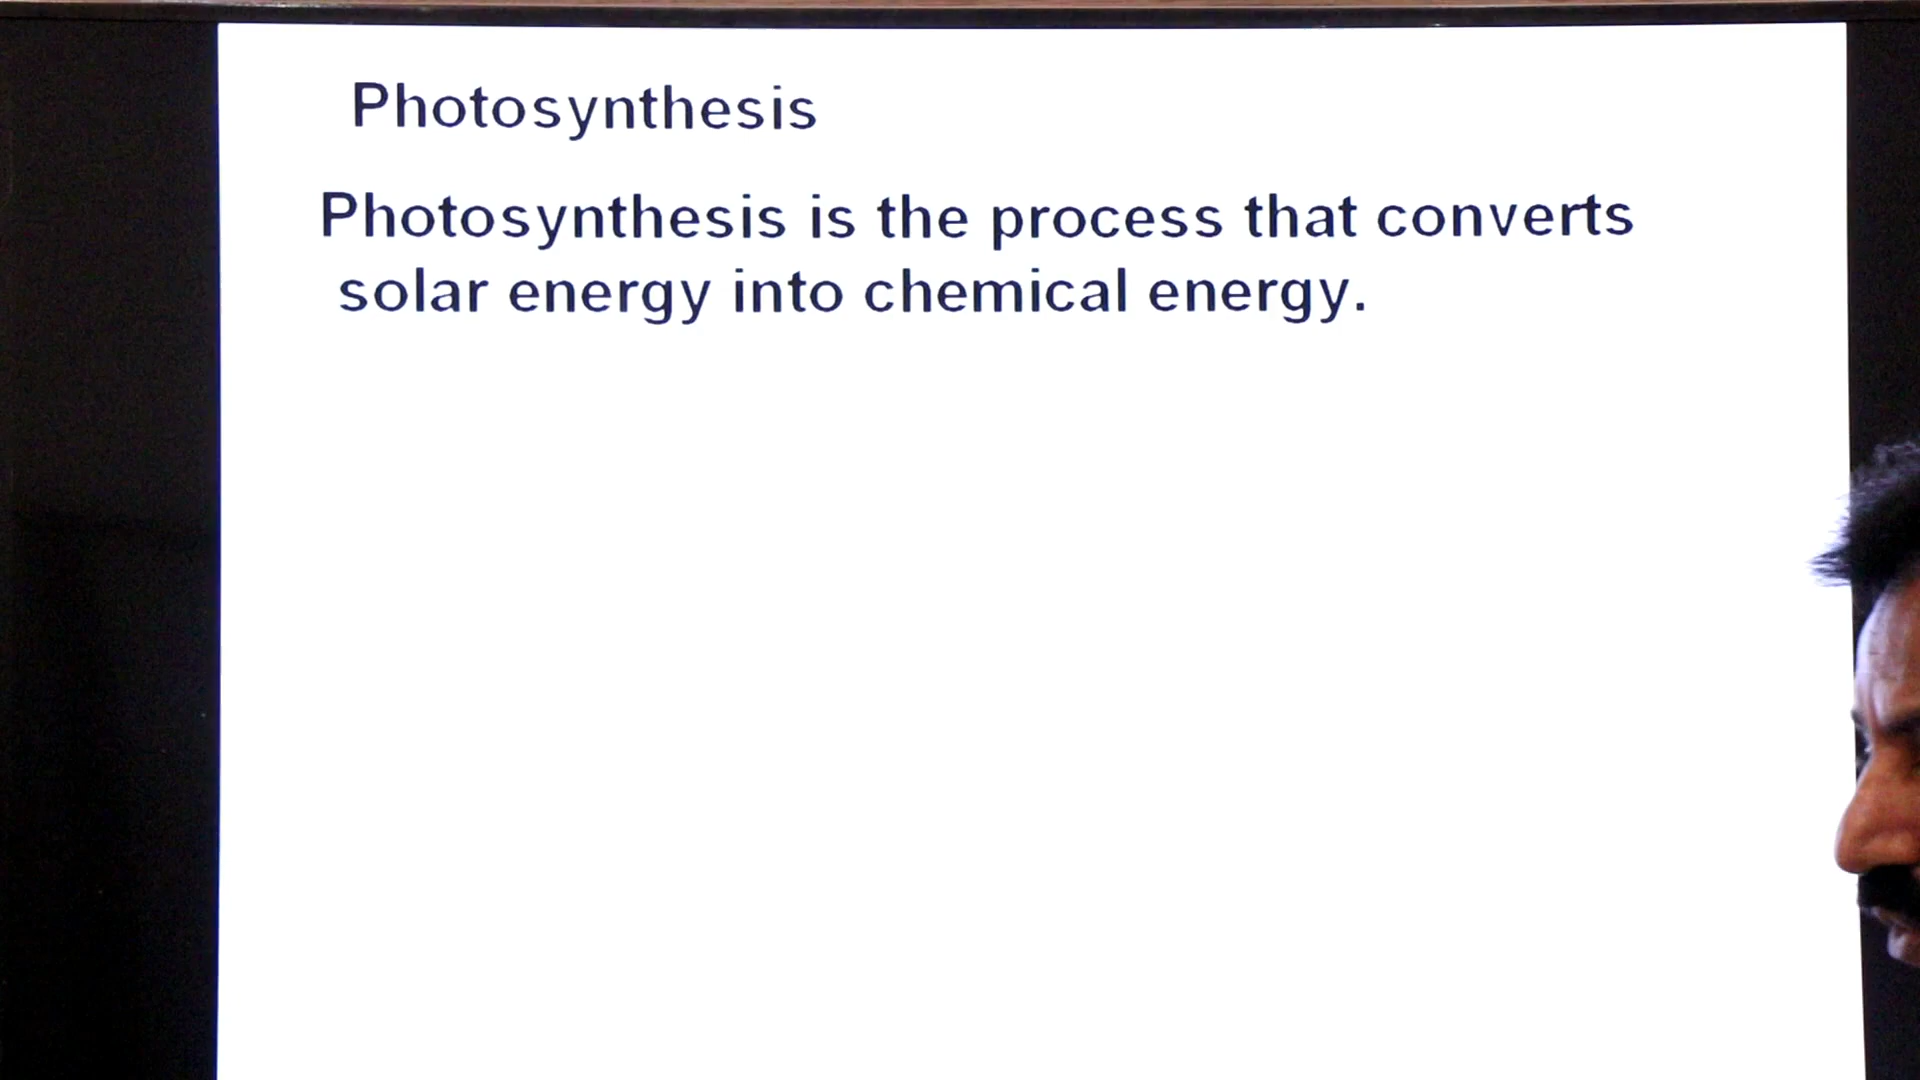 Photosynthesis
Photosynthesis is the process that converts
solar energy into chemical energy.